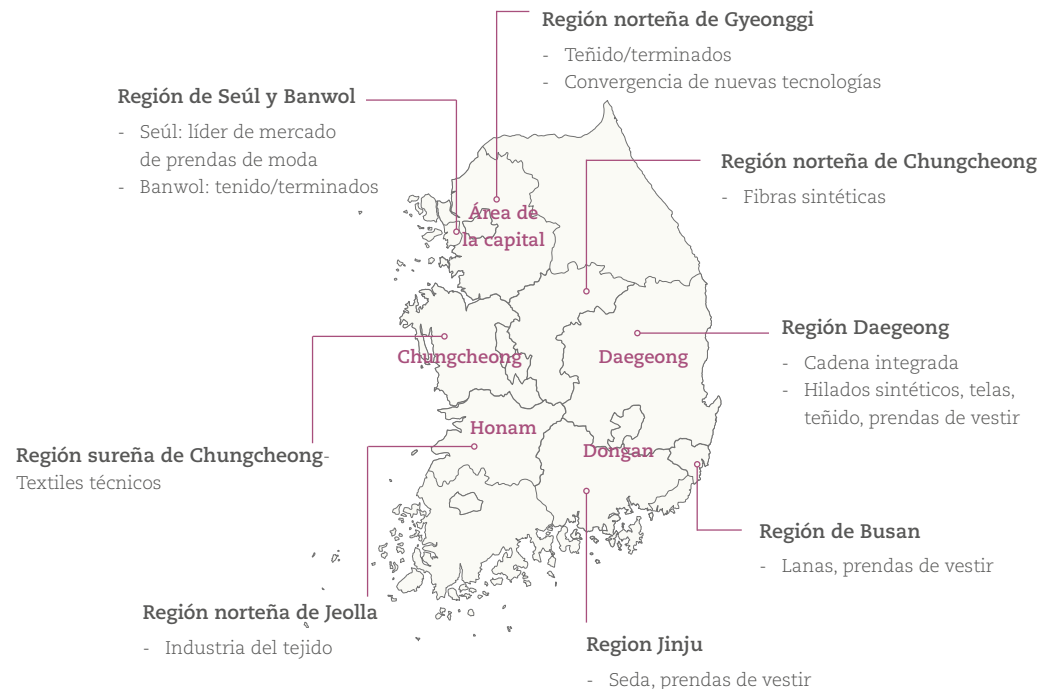 Región norteña de Gyeonggi
- Teñido/terminados
- Convergencia de nuevas tecnologías
Región de Seúl y Banwol
- Seúl: líder de mercado
de prendas de moda
- Banwol: tenido/terminados
Región norteña de Chungcheong
- Fibras sintéticas
Área de
la capital
Región Daegeong
- Cadena integrada
- Hilados sintéticos, telas,
teñido, prendas de vestir
Chungcheong
Daegeong
Honam
Dongan
Región sureña de Chungcheong-
Textiles técnicos
Región de Busan
- Lanas, prendas de vestir
Región norteña de Jeolla
- Industria del tejido
Region Jinju
- Seda, prendas de vestir